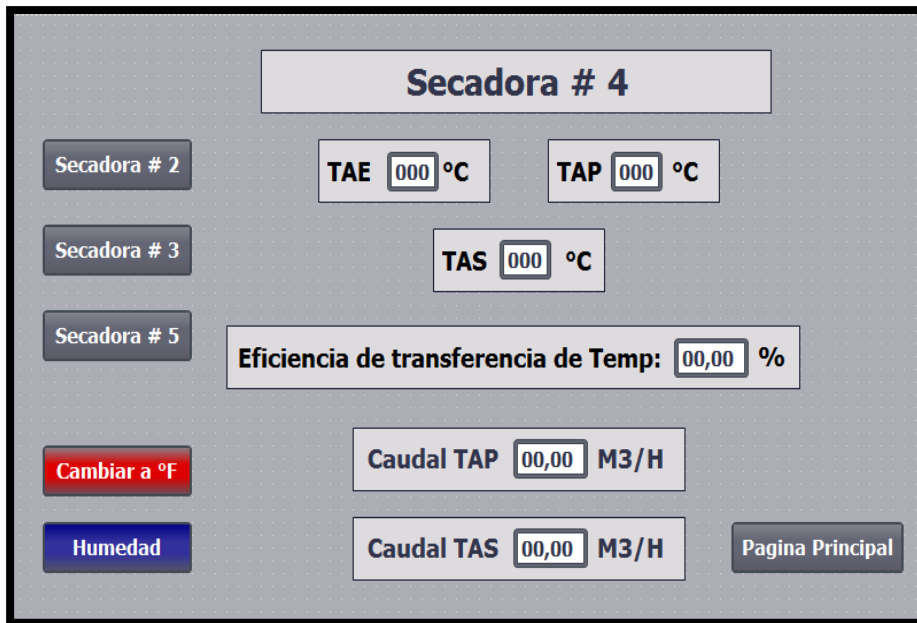 Secadora # 4
Secadora # 2
TAE 000 °C
TAP 000 °C
Secadora # 3
TAS 000 °C
Secadora # 5
Eficiencia de transferencia de Temp: 00,00 %
Cambiar a °F
Caudal TAP 00,00 M3/H
Humedad
Caudal TAS 00,00 M3/H
Pagina Principal